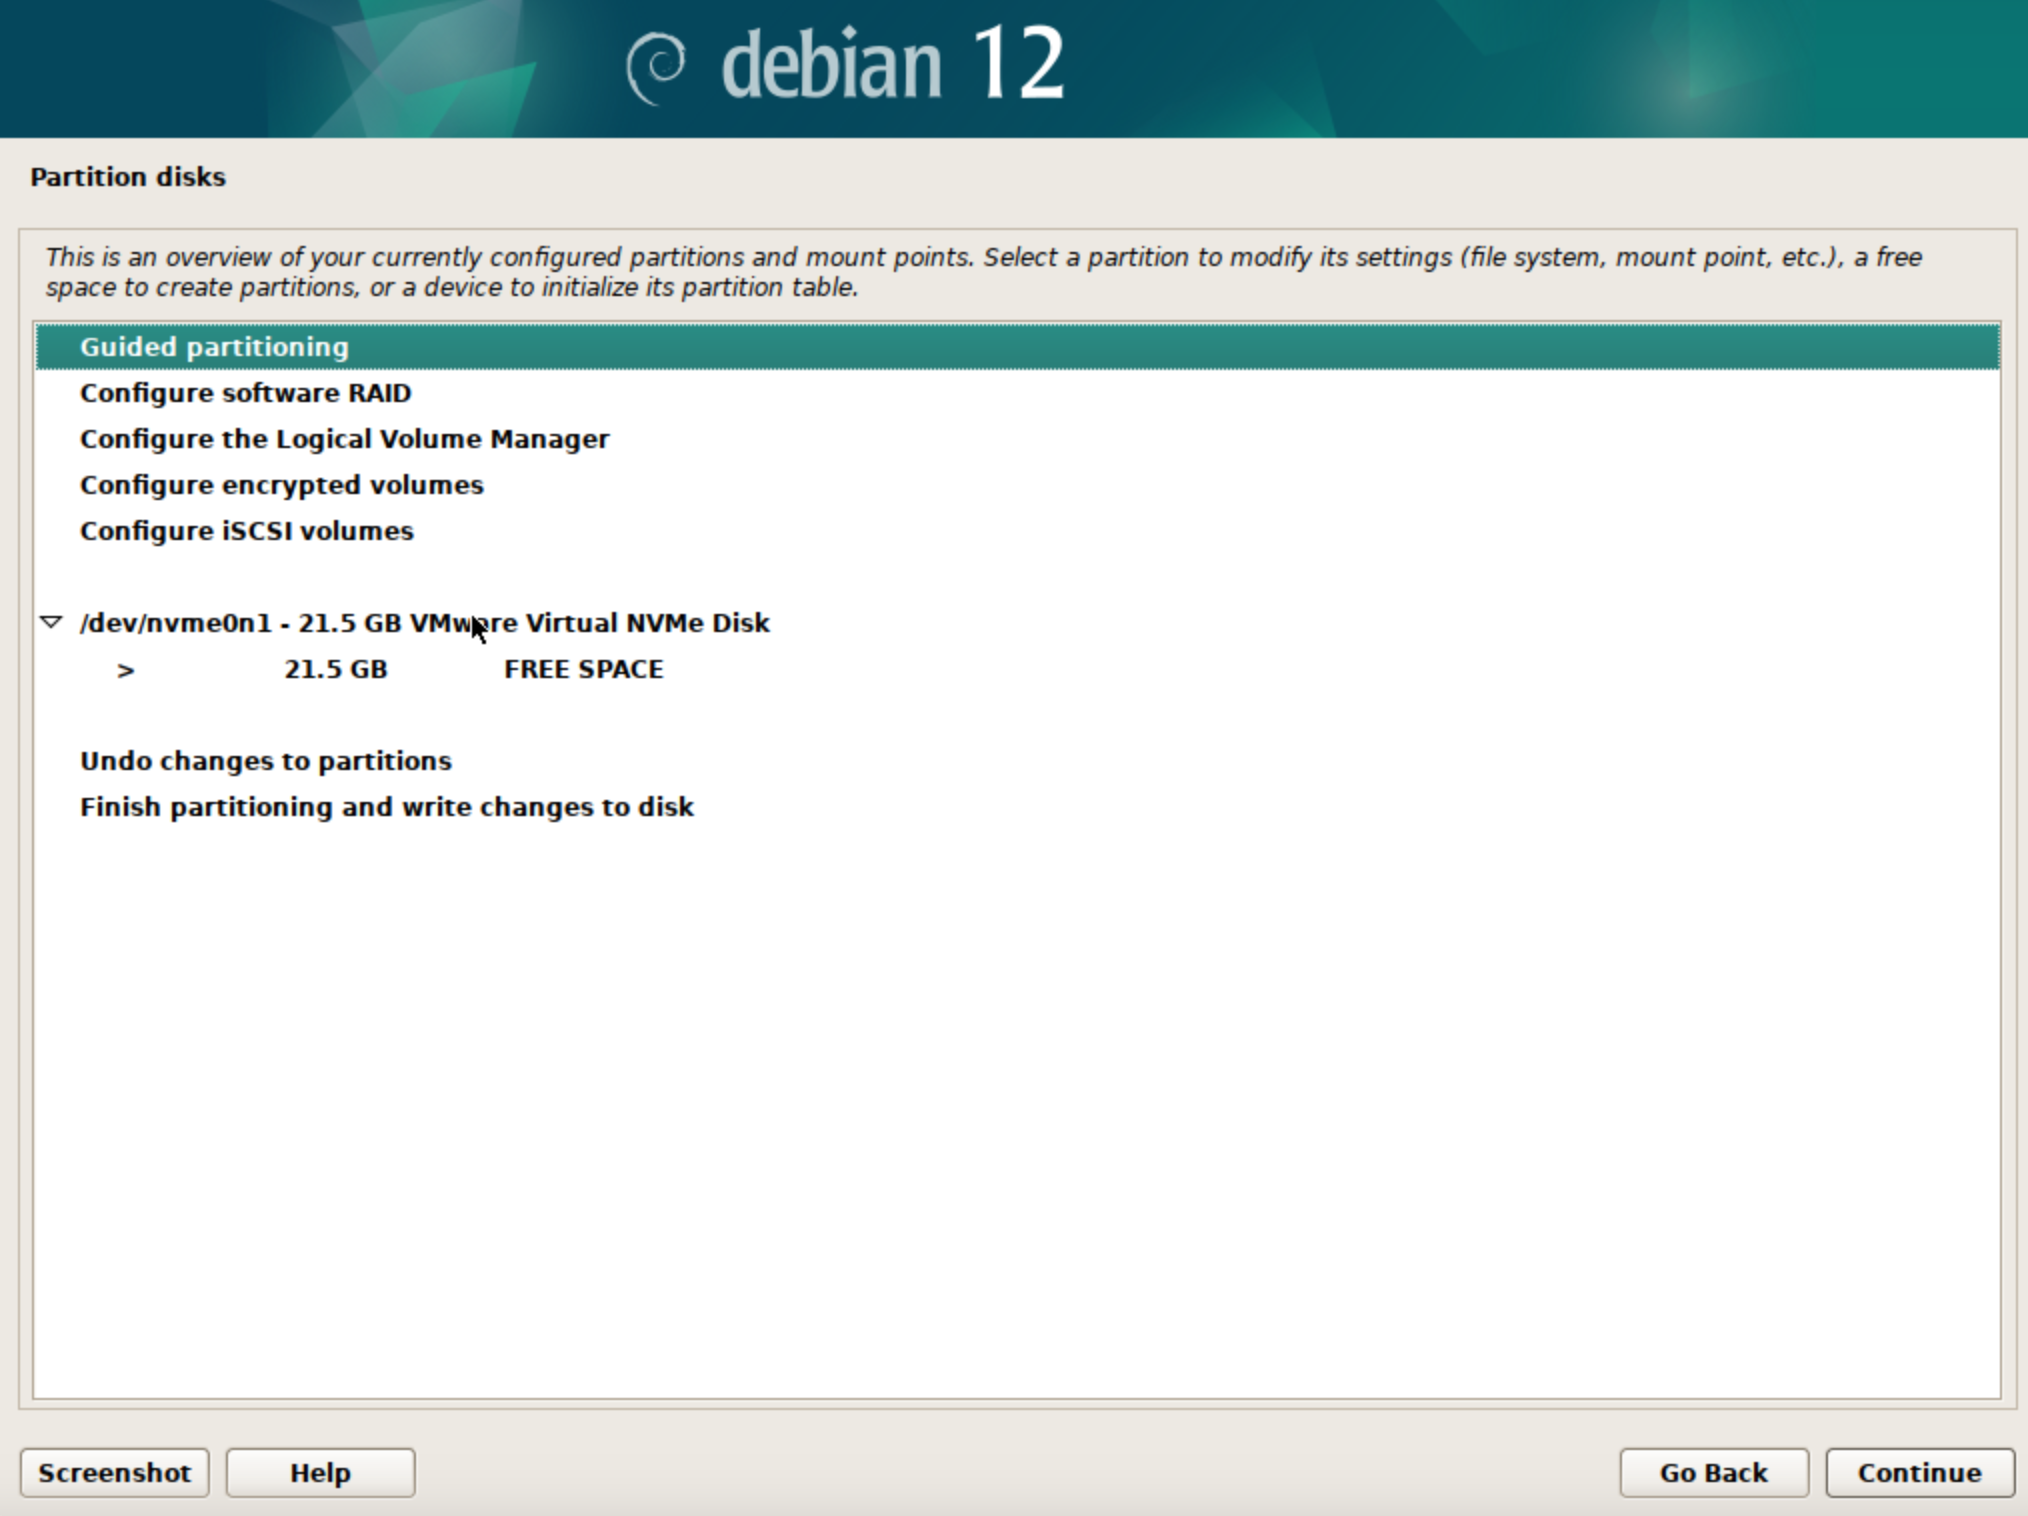 debian 12
Partition disks
This is an overview of your currently configured partitions and mount points. Select a partition to modify its settings (file system, mount point, etc.), a free
space to create partitions, or a device to initialize its partition table.
Guided partitioning
Configure software RAID
Configure the Logical Volume Manager
Configure encrypted volumes
Configure iSCSI volumes
/dev/nvme0n1 - 21.5 GB VMware Virtual NVMe Disk
> 21.5 GB FREE SPACE
Undo changes to partitions
Finish partitioning and write changes to disk
Screenshot Help Go Back Continue